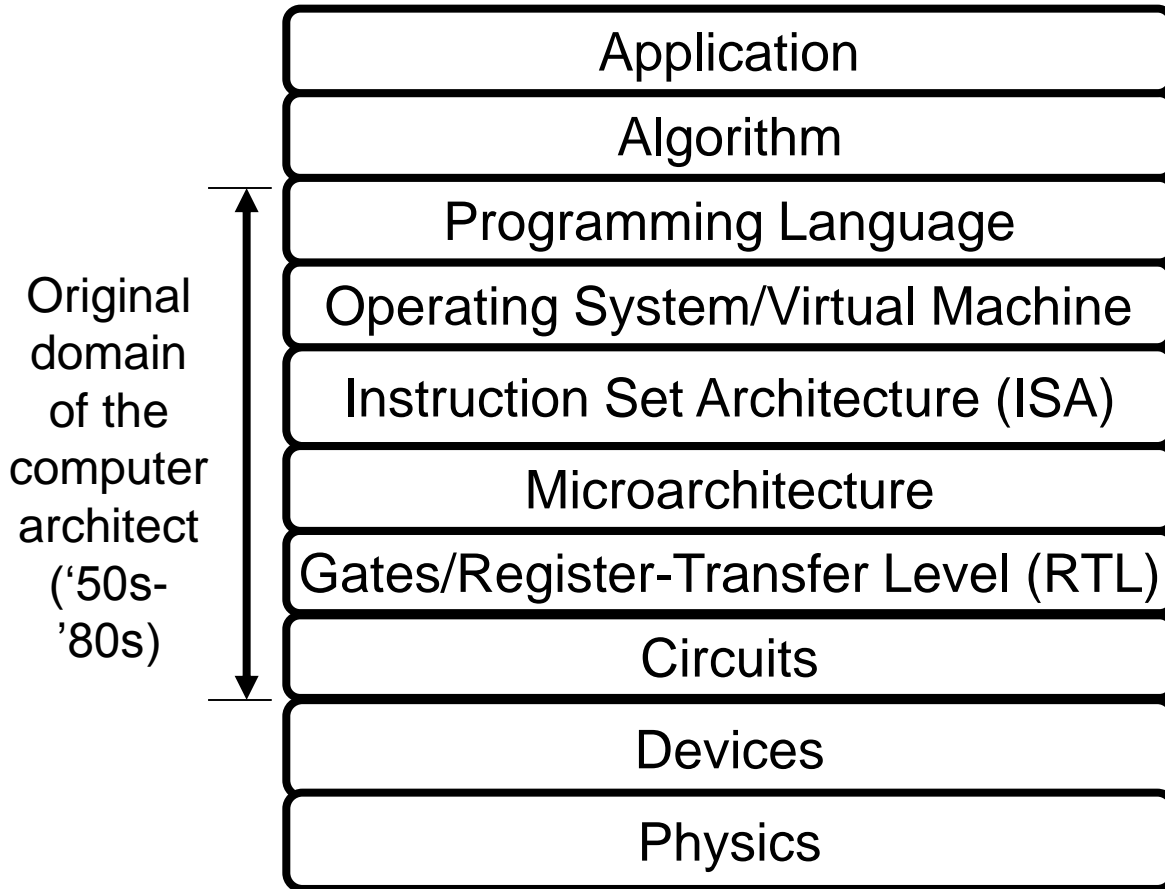 Application
Algorithm
Programming Language
Operating System/Virtual Machine
Instruction Set Architecture (ISA)
Microarchitecture
Gates/Register-Transfer Level (RTL)
Circuits
Devices
Physics
Original
domain
of the
computer
architect
(‘50s-
’80s)